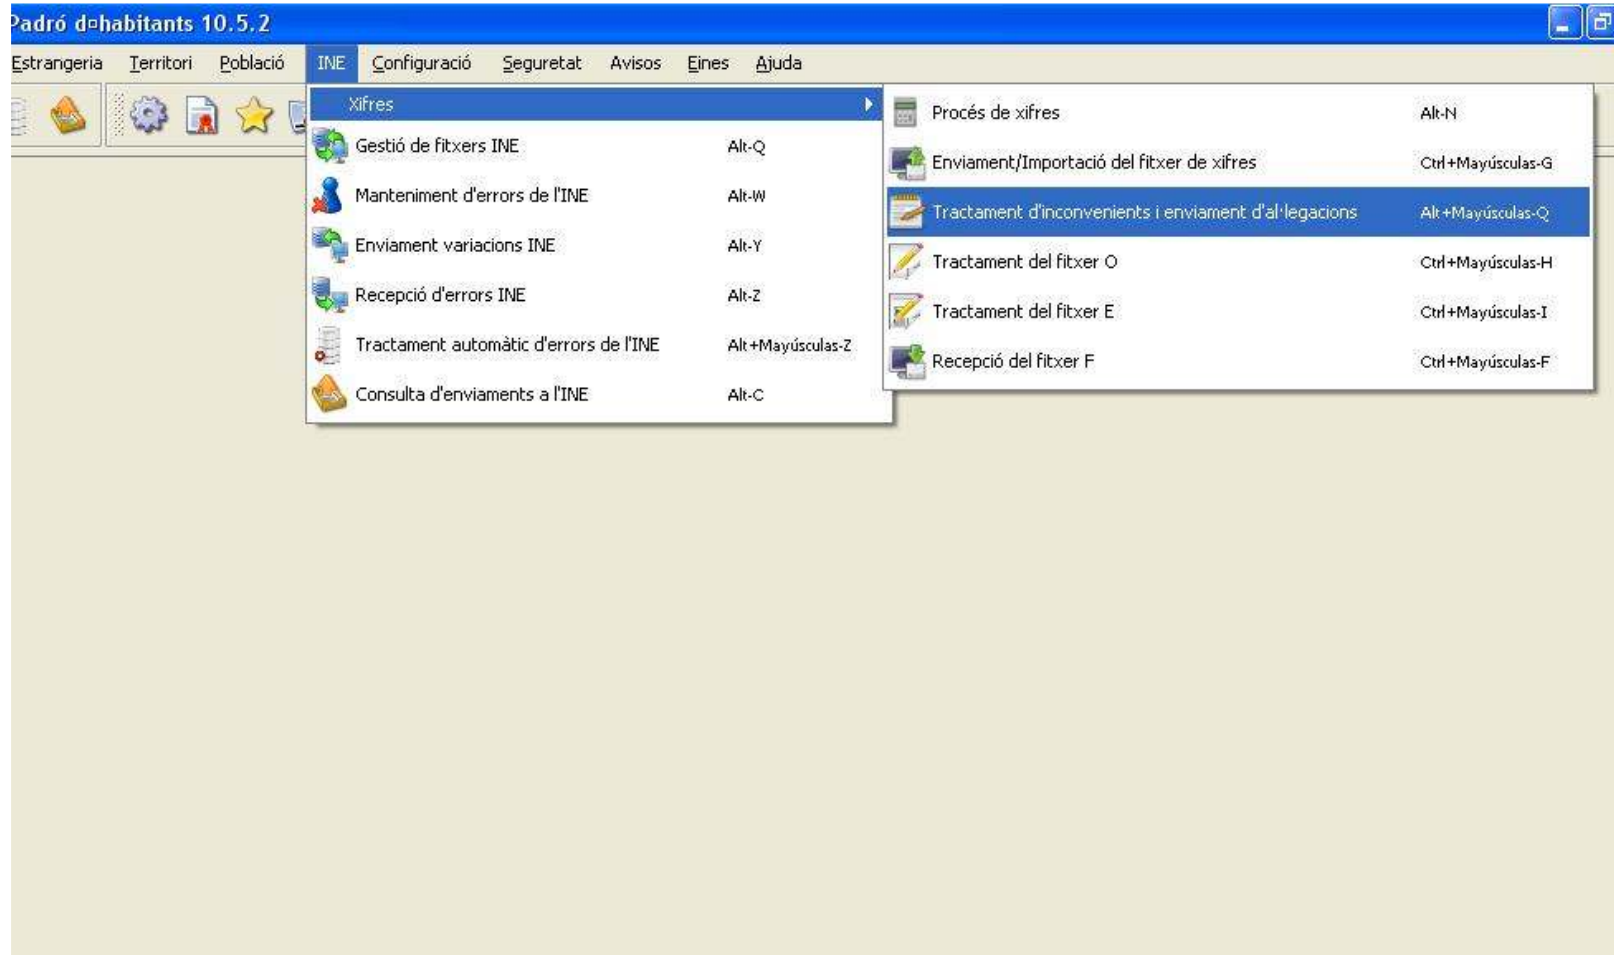 Padró d¤habitants 10.5.2
Estrangeria Territori Població INE Configuració Seguretat Avisos Eines Ajuda
Xifres
Gestió de fitxers INE Alt-Q
Manteniment d'errors de l'INE Alt-W
Enviament variacions INE Alt-Y
Recepció d'errors INE Alt-Z
Tractament automàtic d'errors de l'INE Alt+Mayúsculas-Z
Consulta d'enviaments a l'INE Alt-C
Procés de xifres Alt-N
Enviament/Importació del fitxer de xifres Ctrl+Mayúsculas-G
Tractament d'inconvenients i enviament d'al·legacions Alt+Mayúsculas-Q
Tractament del fitxer O Ctrl+Mayúsculas-H
Tractament del fitxer E Ctrl+Mayúsculas-I
Recepció del fitxer F Ctrl+Mayúsculas-F